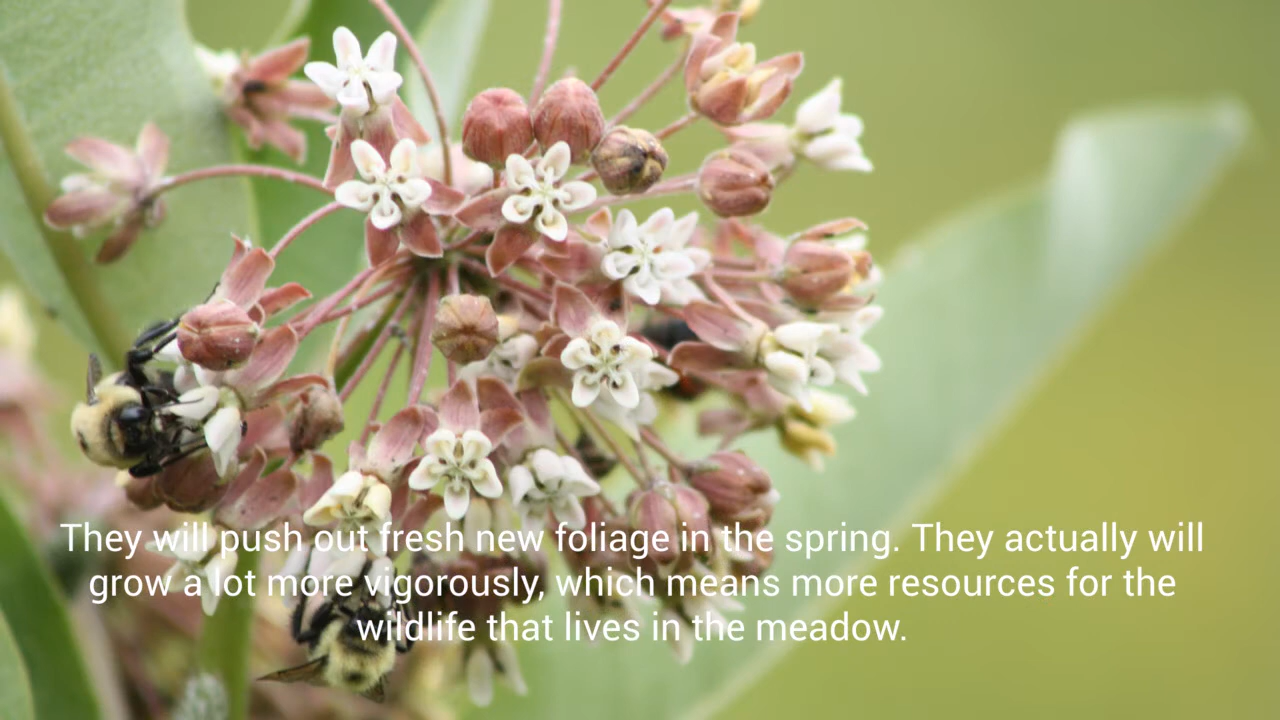 They will push out fresh new foliage in the spring. They actually will
grow a lot more vigorously, which means more resources for the
wildlife that lives in the meadow.